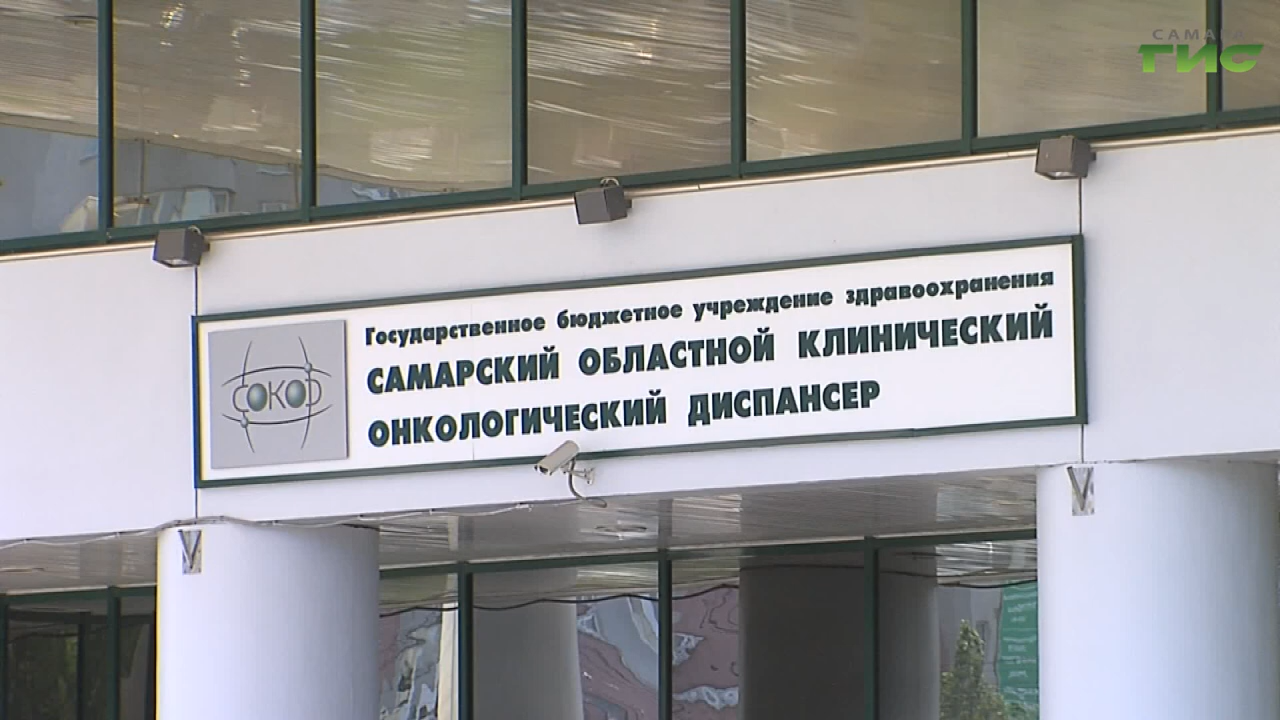 САМАРА
ГИС
Государственное бюджетное учреждение здравоохранения
САМАРСКИЙ ОБЛАСТНОЙ КЛИНИЧЕСКИЙ
ОНКОЛОГИЧЕСКИЙ ДИСПАНСЕР
СОКОД